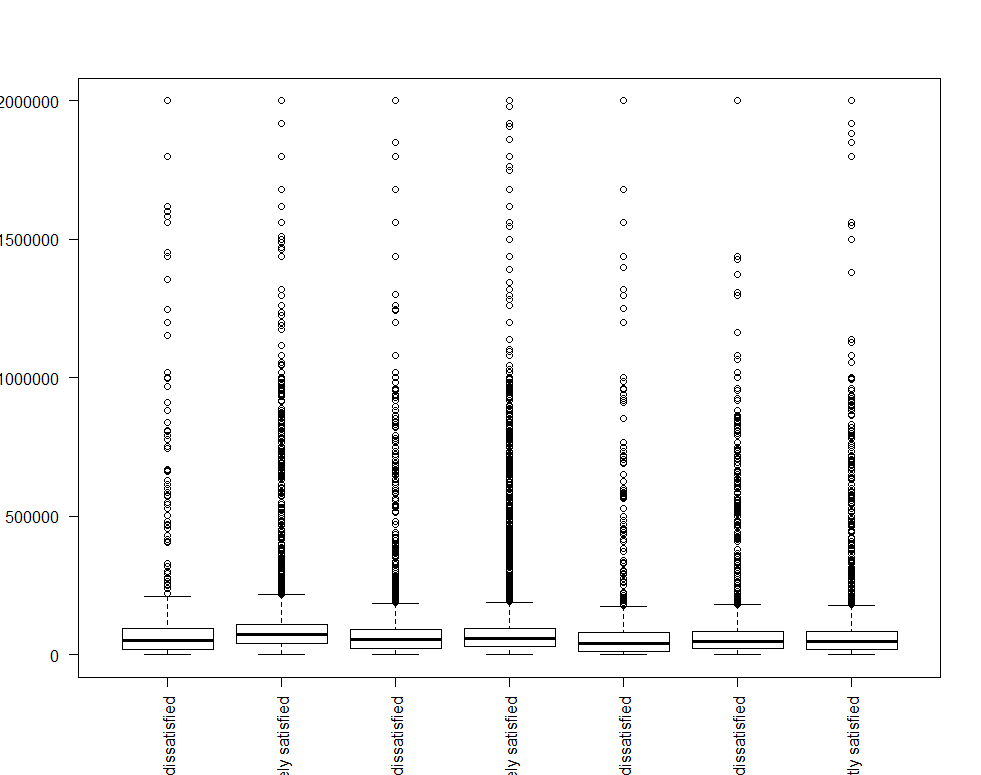 2000000
1500000
1000000
500000
0
dissatisfied
ely satisfied
dissatisfied
ely satisfied
dissatisfied
dissatisfied
tly satisfied